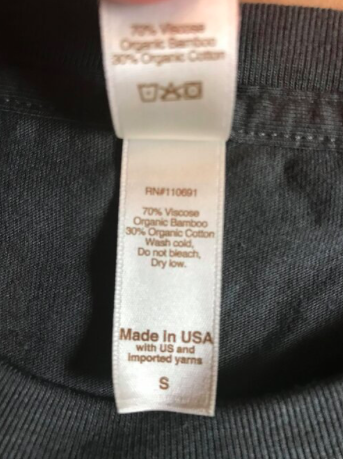 70% Viscose
Organic Bamboo
30% Organic Cotton
RN#110691
70% Viscose
Organic Bamboo
30% Organic Cotton
Wash cold,
Do not bleach,
Dry low.
Made in USA
with US and
imported yarns
S